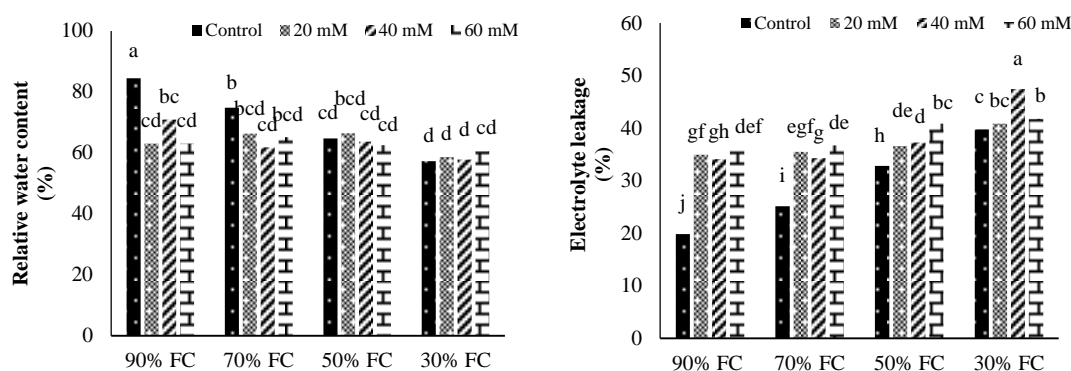 Relative water content
(%)
100
80
60
40
20
0
Control 20 mM 40 mM 60 mM
a
cd
bc
cd
b
bcd
cd
bcd
cd
bcd
cd
cd
d d d cd
90% FC 70% FC 50% FC 30% FC
Electrolyte leakage
(%)
60
50
40
30
20
10
0
Control 20 mM 40 mM 60 mM
j
gf gh def
i
egf g de
h
de d bc
c bc a b
90% FC 70% FC 50% FC 30% FC